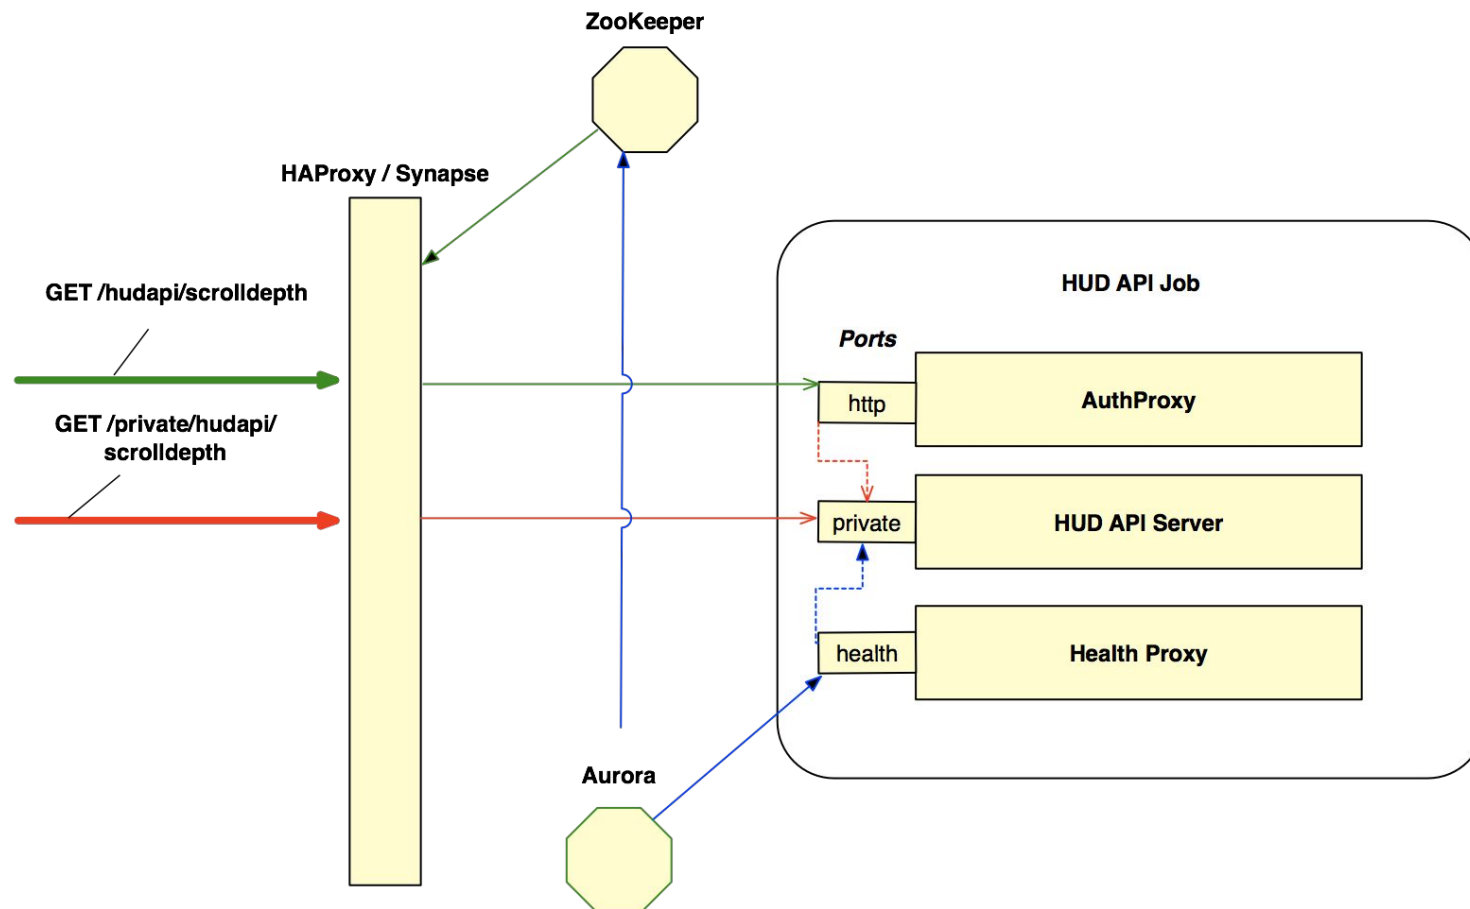 ZooKeeper
HAProxy / Synapse
GET /hudapi/scrolldepth
GET /private/hudapi/
scrolldepth
HUD API Job
Ports
http
AuthProxy
private
HUD API Server
health
Health Proxy
Aurora